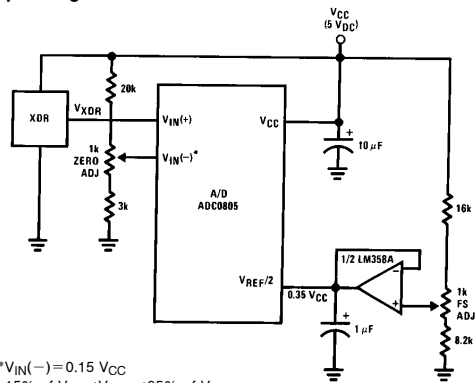 VCC
(5 VDC)
20k
XDR
VXDR
VIN(+)
VCC
1k
ZERO
ADJ
VIN(−)*
+
10 μF
A/D
ADC0805
3k
16k
1/2 LM358A
−
+
VREF/2
0.35 VCC
1k
FS
ADJ
+
1 μF
8.2k
*VIN(−)=0.15 VCC